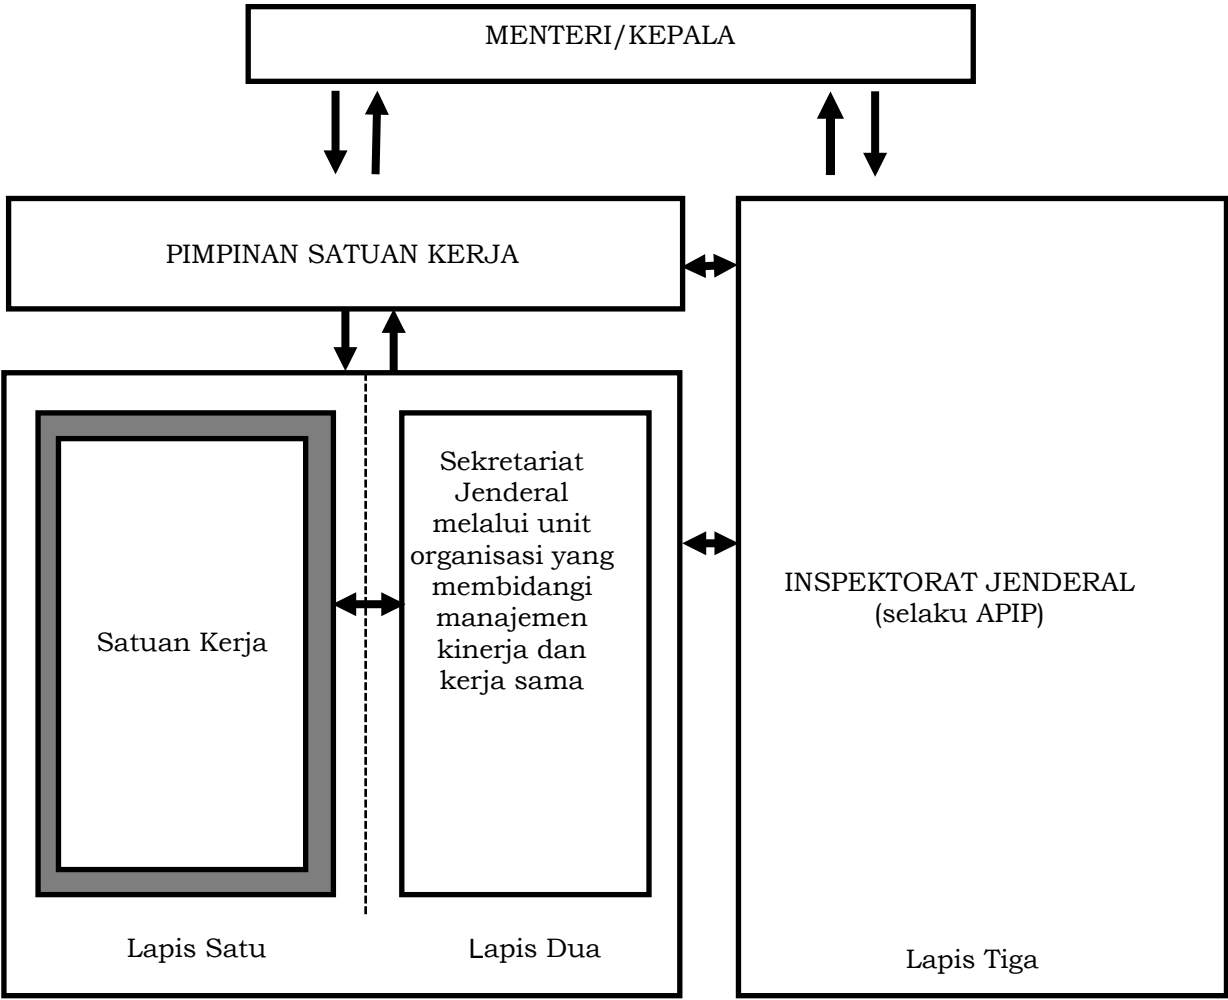 MENTERI/KEPALA
PIMPINAN SATUAN KERJA
Satuan Kerja
Sekretariat
Jenderal
melalui unit
organisasi yang
membidangi
manajemen
kinerja dan
kerja sama
INSPEKTORAT JENDERAL
(selaku APIP)
Lapis Satu
Lapis Dua
Lapis Tiga